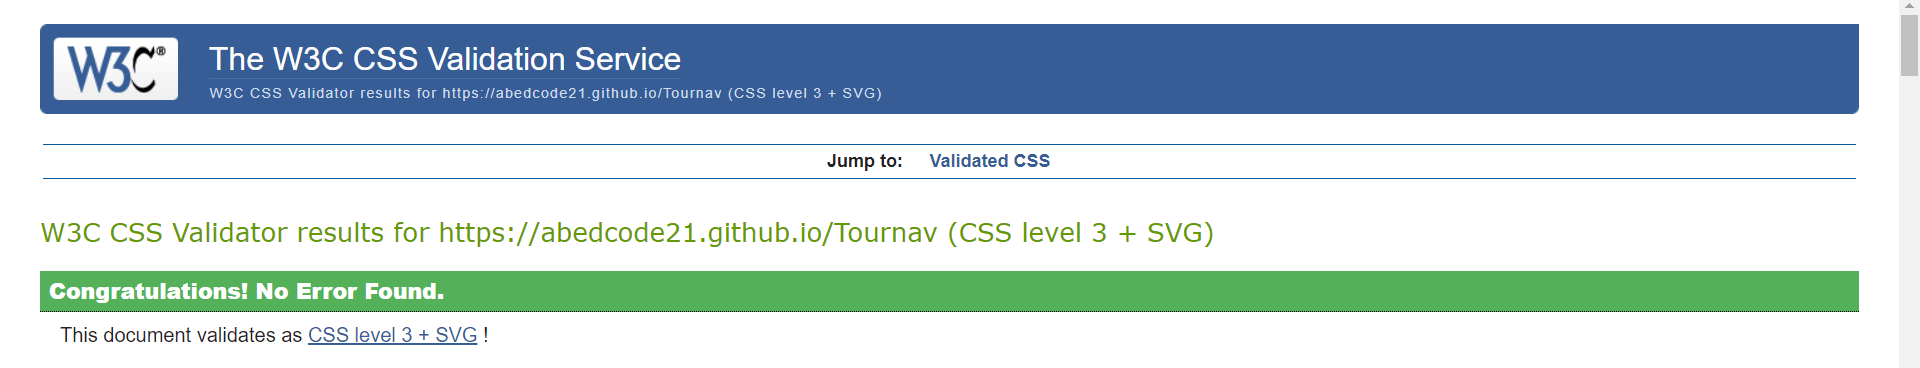 W3C®
The W3C CSS Validation Service
W3C CSS Validator results for https://abedcode21.github.io/Tournav (CSS level 3 + SVG)
Jump to: Validated CSS
W3C CSS Validator results for https://abedcode21.github.io/Tournav (CSS level 3 + SVG)
Congratulations! No Error Found.
This document validates as CSS level 3 + SVG !